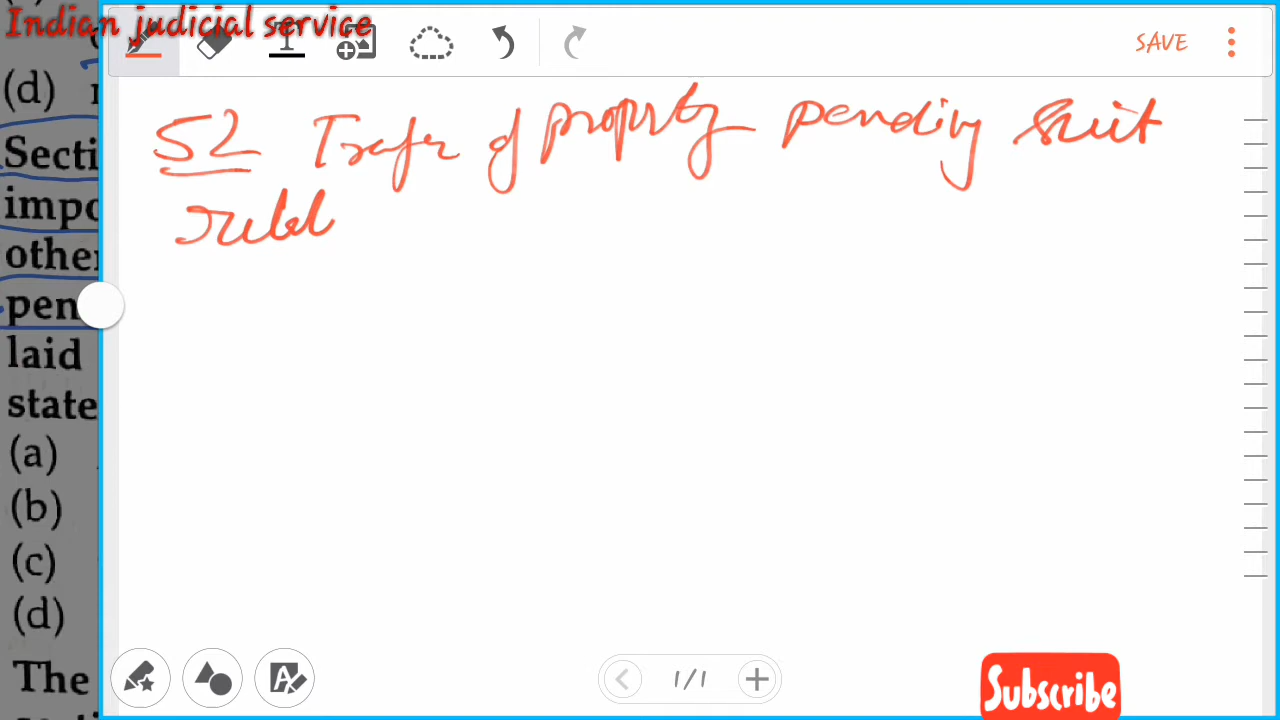 Indian judicial service
SAVE
(d)
Secti
impo
other
pen
laid
state
(a)
(b)
(c)
(d)
The
52 Trafer of property pending suit
1/1
Subscribe